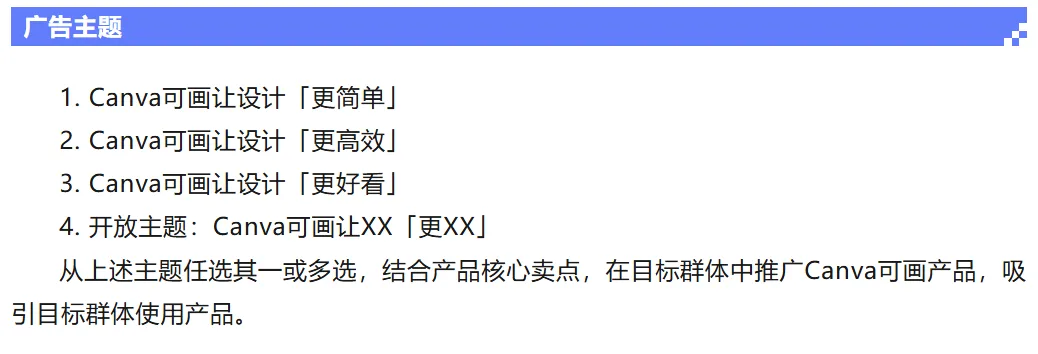 广告主题
1. Canva可画让设计「更简单」
2. Canva可画让设计「更高效」
3. Canva可画让设计「更好看」
4. 开放主题：Canva可画让XX「更XX」
从上述主题任选其一或多选，结合产品核心卖点，在目标群体中推广Canva可画产品，吸
引目标群体使用产品。